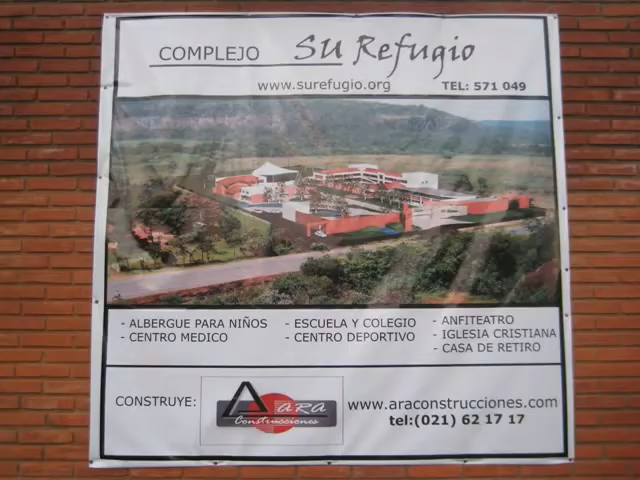 COMPLEJO SU Refugio
www.surefugio.org TEL: 571 049
- ALBERGUE PARA NIÑOS - ESCUELA Y COLEGIO - ANFITEATRO
- CENTRO MEDICO - CENTRO DEPORTIVO - IGLESIA CRISTIANA
- CASA DE RETIRO
CONSTRUYE: ARA Construcciones www.araconstrucciones.com
tel:(021) 62 17 17